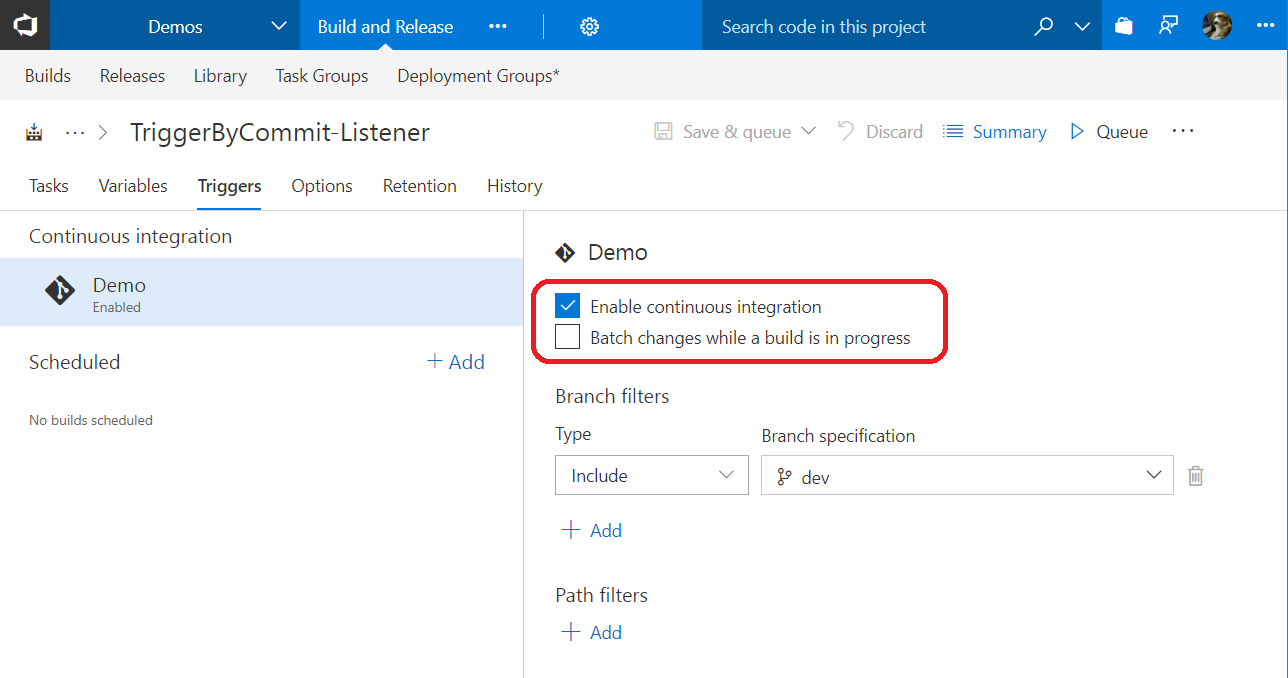 Demos
Build and Release
Search code in this project
Builds Releases Library Task Groups Deployment Groups*
TriggerByCommit-Listener
Save & queue
Discard
Summary
Queue
Tasks Variables Triggers Options Retention History
Continuous integration
Demo
Enabled
Scheduled
+ Add
No builds scheduled
Demo
Enable continuous integration
Batch changes while a build is in progress
Branch filters
Type
Branch specification
Include
dev
+ Add
Path filters
+ Add